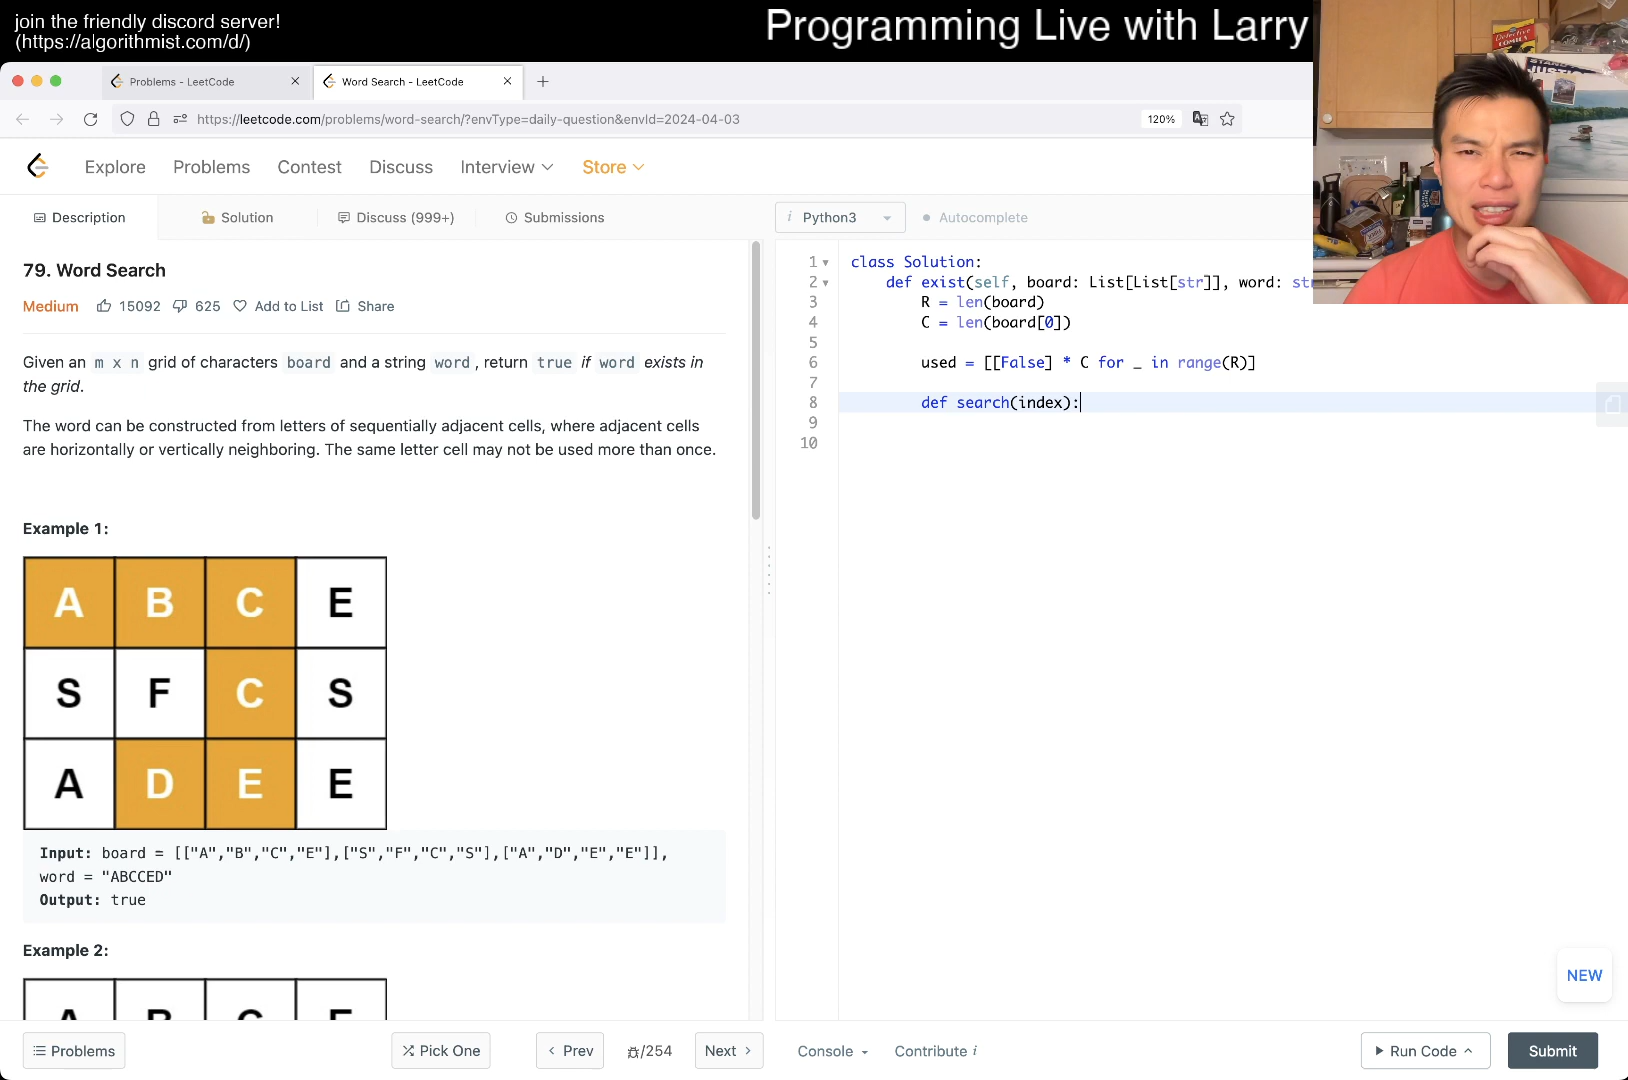 join the friendly discord server!
(https://algorithmist.com/d/)
Programming Live with Larry
Problems - LeetCode
Word Search - LeetCode
https://leetcode.com/problems/word-search/?envType=daily-question&envId=2024-04-03
120%
Explore
Problems
Contest
Discuss
Interview
Store
Description
Solution
Discuss (999+)
Submissions
i Python3
Autocomplete
79. Word Search
Medium
15092
625
Add to List
Share
Given an m x n grid of characters board and a string word, return true if word exists in
the grid.
The word can be constructed from letters of sequentially adjacent cells, where adjacent cells
are horizontally or vertically neighboring. The same letter cell may not be used more than once.
Example 1:
A B C E
S F C S
A D E E
Input: board = [["A","B","C","E"],["S","F","C","S"],["A","D","E","E"]],
word = "ABCCED"
Output: true
Example 2:
A B C E
1 class Solution:
2 def exist(self, board: List[List[str]], word: str
3 R = len(board)
4 C = len(board[0])
5
6 used = [[False] * C for _ in range(R)]
7
8 def search(index):
9
10
NEW
Problems
Pick One
Prev
/254
Next
Console
Contribute i
Run Code
Submit